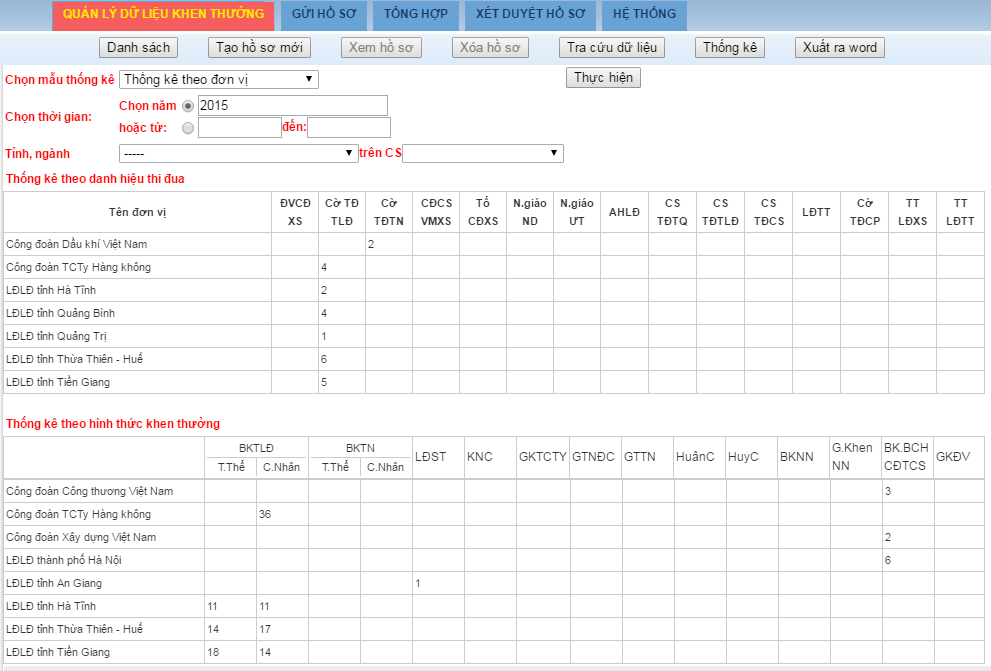 QUẢN LÝ DỮ LIỆU KHEN THƯỞNG GỬI HỒ SƠ TỔNG HỢP XÉT DUYỆT HỒ SƠ HỆ THỐNG
Danh sách Tạo hồ sơ mới Xem hồ sơ Xóa hồ sơ Tra cứu dữ liệu Thống kê Xuất ra word
Chọn mẫu thống kê Thống kê theo đơn vị Thực hiện
Chọn thời gian: Chọn năm 2015
hoặc từ: đến:
Tỉnh, ngành ----- trên CS
Thống kê theo danh hiệu thi đua
Tên đơn vị ĐVCĐ XS Cờ TĐ TLĐ Cờ TĐTN CĐCS VMXS Tổ CĐXS N.giáo ND N.giáo ƯT AHLĐ CS TĐTQ CS TĐTLĐ CS TĐCS LĐTT Cờ TĐCP TT LĐXS TT LĐTT
Công đoàn Dầu khí Việt Nam 2
Công đoàn TCTy Hàng không 4
LĐLĐ tỉnh Hà Tĩnh 2
LĐLĐ tỉnh Quảng Bình 4
LĐLĐ tỉnh Quảng Trị 1
LĐLĐ tỉnh Thừa Thiên - Huế 6
LĐLĐ tỉnh Tiền Giang 5
Thống kê theo hình thức khen thưởng
BKTLĐ BKTN LĐST KNC GKTCTY GTNĐC GTTN HuânC HuyC BKNN G.Khen NN BK.BCH CĐTCS GKĐV
T.Thể C.Nhân T.Thể C.Nhân
Công đoàn Công thương Việt Nam 3
Công đoàn TCTy Hàng không 36
Công đoàn Xây dựng Việt Nam 2
LĐLĐ thành phố Hà Nội 6
LĐLĐ tỉnh An Giang 1
LĐLĐ tỉnh Hà Tĩnh 11 11
LĐLĐ tỉnh Thừa Thiên - Huế 14 17
LĐLĐ tỉnh Tiền Giang 18 14